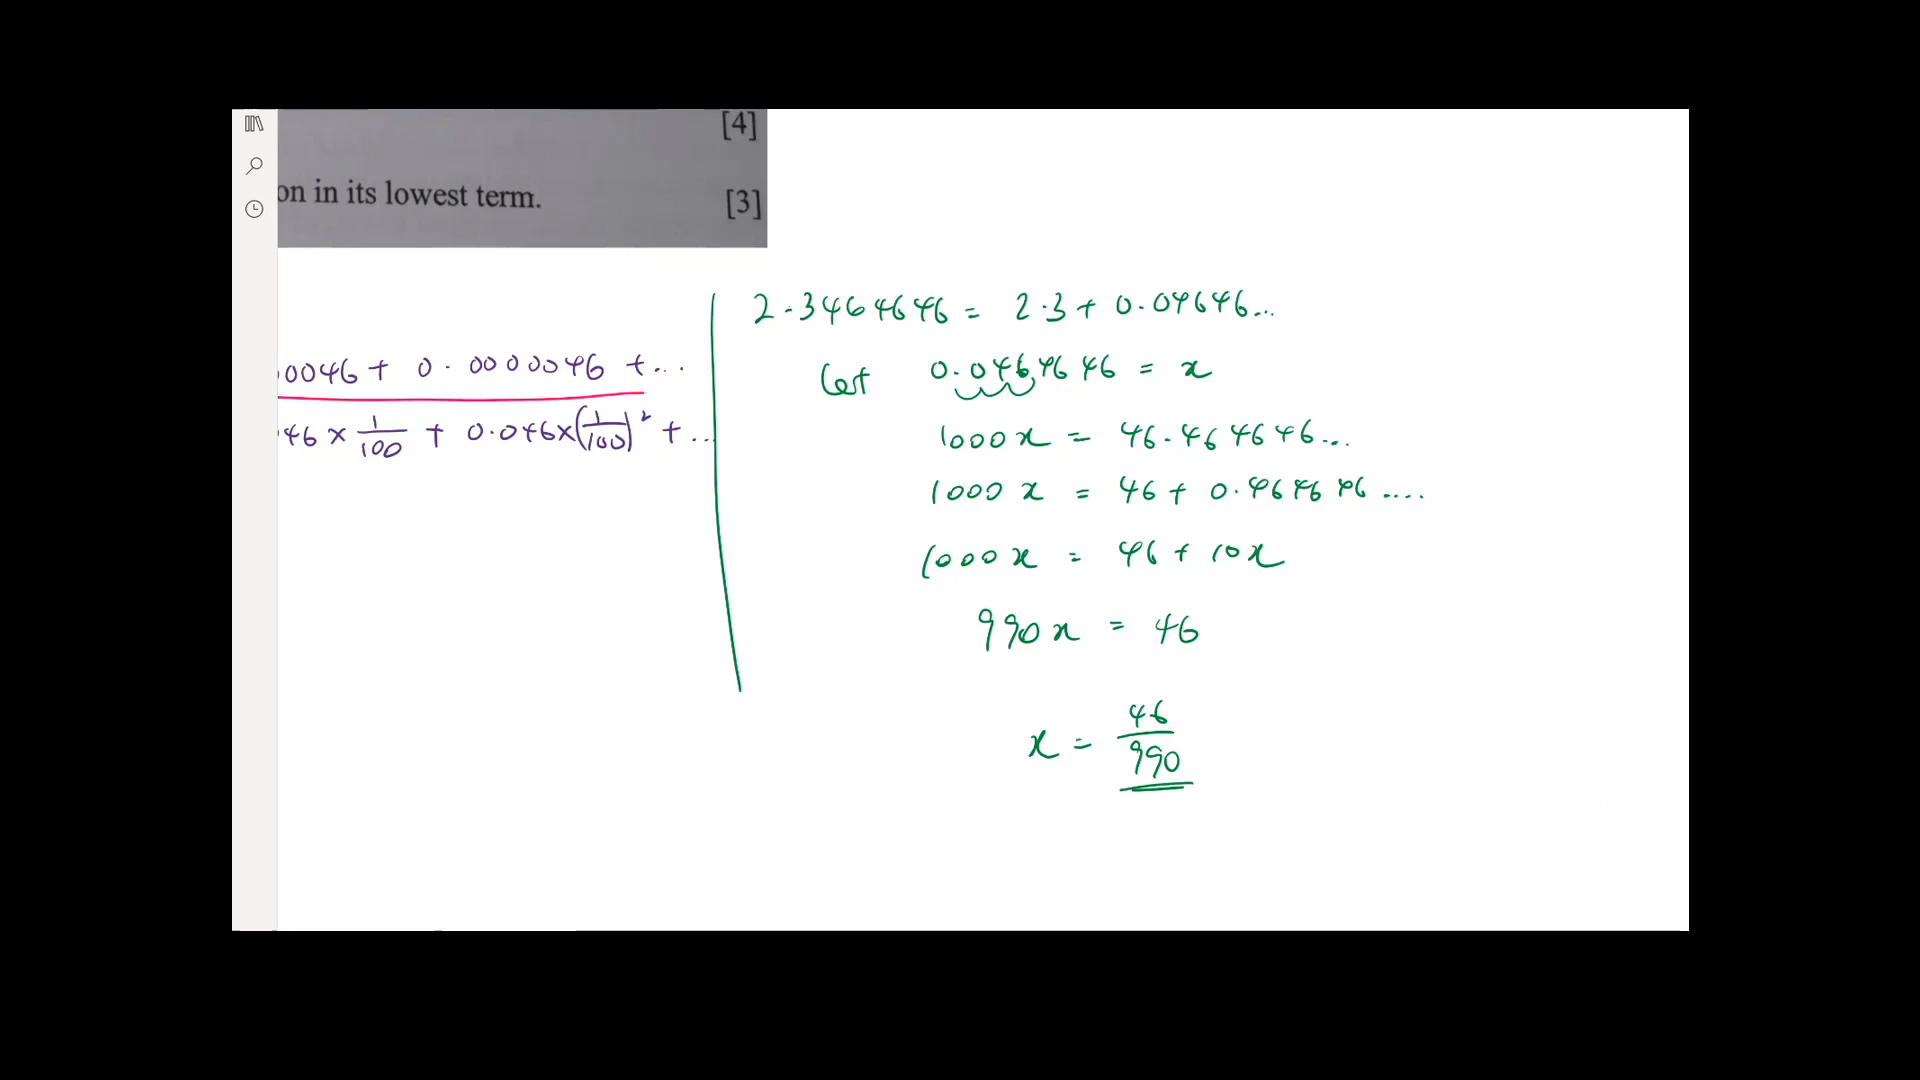 [4]
on in its lowest term. [3]
0046 + 0.0000046 + ...
46 × 1/100 + 0.046×(1/100)² + ...
2.3464646 = 2.3 + 0.04646...
Let 0.0464646 = x
1000x = 46.464646...
1000x = 46 + 0.464646....
1000x = 46 + 10x
990x = 46
x = 46/990